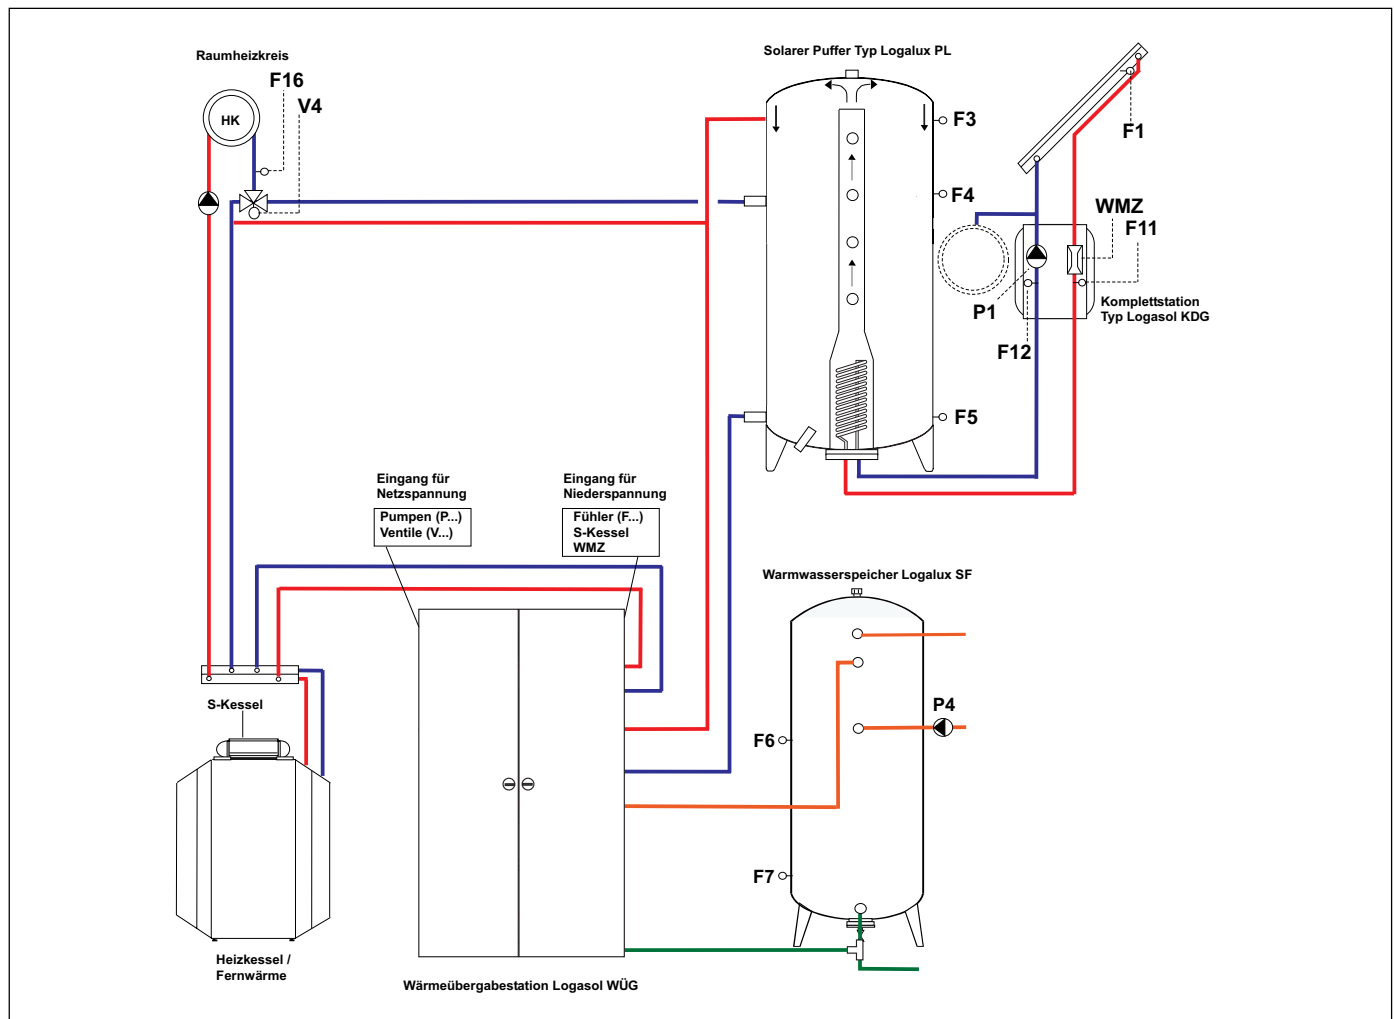 Raumheizkreis
F16
V4
HK
Solarer Puffer Typ Logalux PL
F3
F4
F5
F1
WMZ
F11
P1
F12
Komplettstation
Typ Logasol KDG
Eingang für
Netzspannung
Pumpen (P...)
Ventile (V...)
Eingang für
Niederspannung
Fühler (F...)
S-Kessel
WMZ
Warmwasserspeicher Logalux SF
P4
F6
F7
S-Kessel
Heizkessel /
Fernwärme
Wärmeübergabestation Logasol WÜG